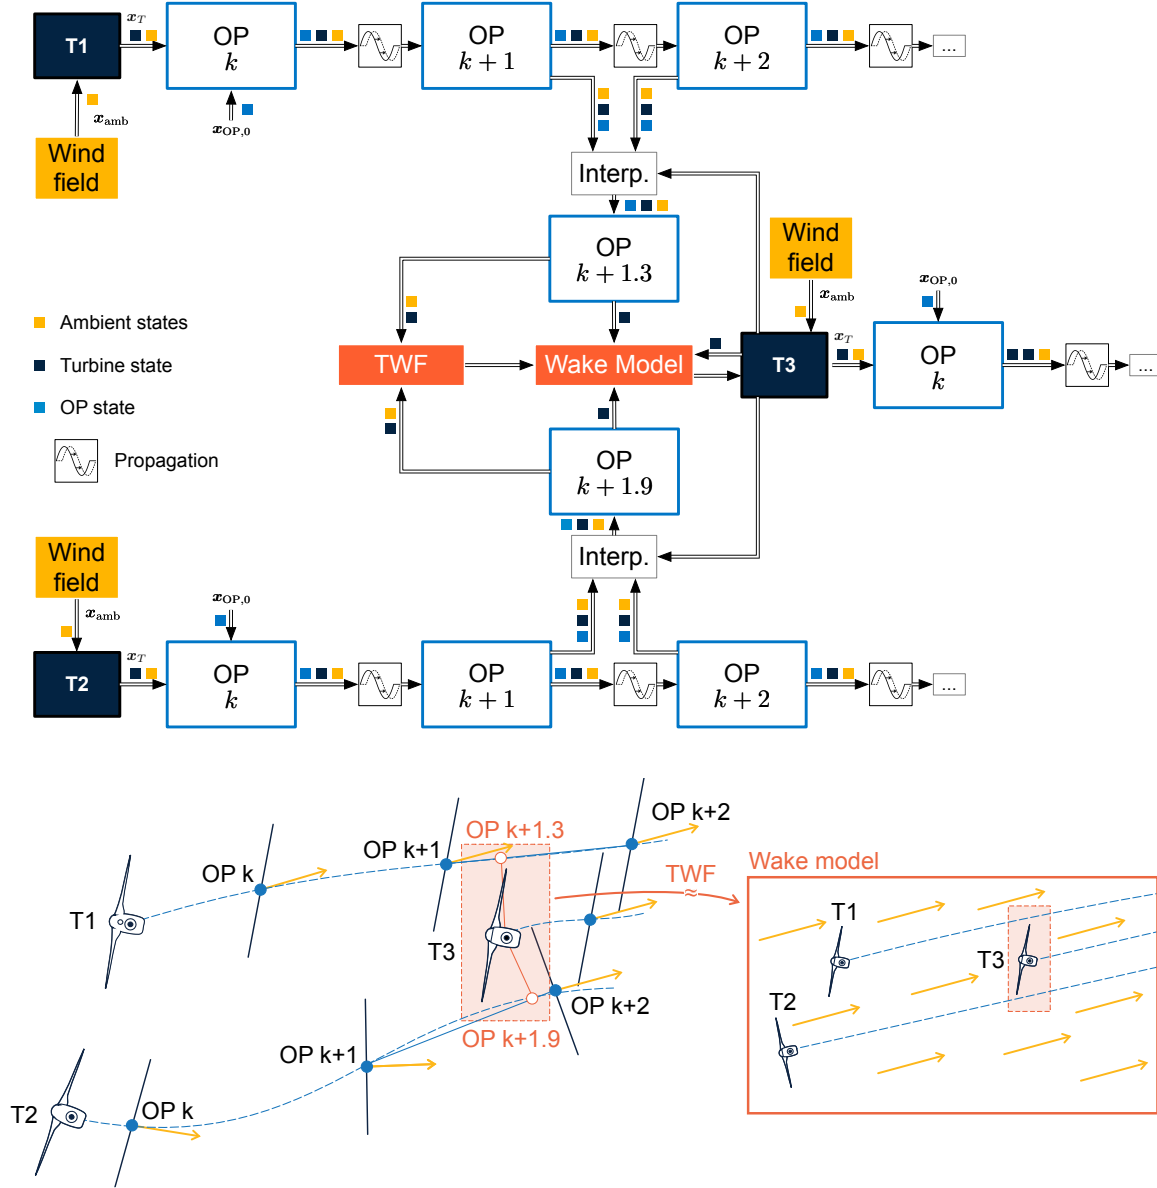 x_T
T1
OP
k
OP
k + 1
OP
k + 2
...
x_amb
x_OP,0
Wind
field
Interp.
OP
k + 1.3
Wind
field
x_OP,0
x_amb
Ambient states
Turbine state
OP state
Propagation
TWF
Wake Model
T3
x_T
OP
k
...
OP
k + 1.9
Interp.
Wind
field
x_amb
x_OP,0
x_T
T2
OP
k
OP
k + 1
OP
k + 2
...
OP k+2
OP k+1.3
OP k+1
OP k
T1
T3
TWF
≈
OP k+2
OP k+1.9
OP k+1
OP k
T2
Wake model
T1
T3
T2